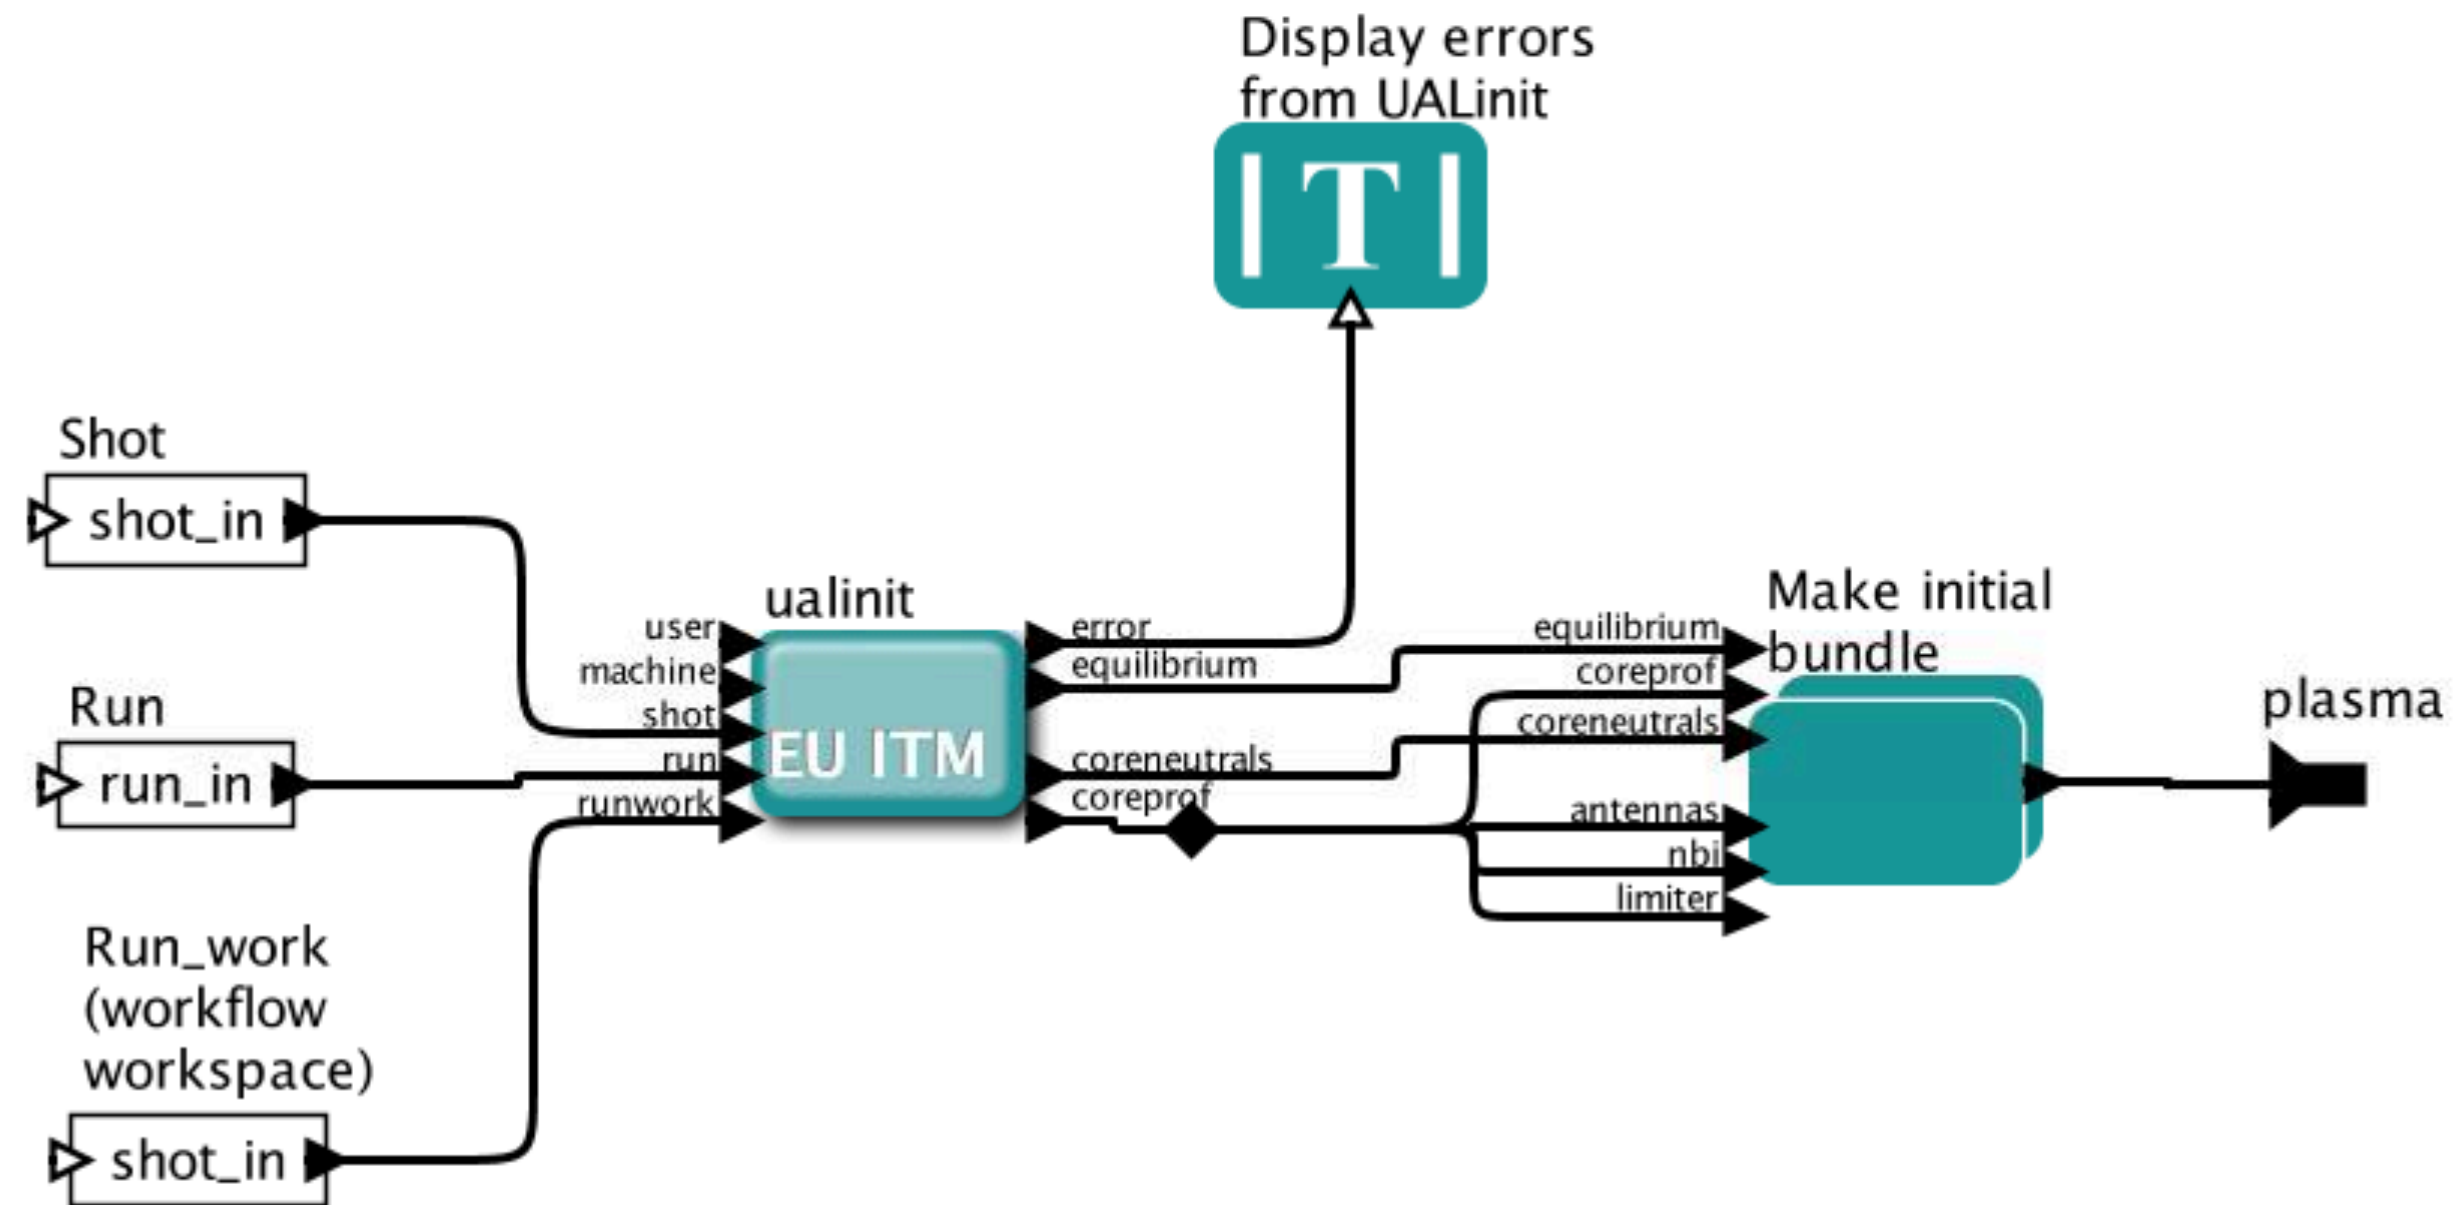 Display errors
from UALinit
T
Shot
shot_in
Run
run_in
Run_work
(workflow
workspace)
shot_in
ualinit
user
machine
shot
run
runwork
EU ITM
error
equilibrium
coreneutrals
coreprof
Make initial
bundle
equilibrium
coreprof
coreneutrals
antennas
nbi
limiter
plasma